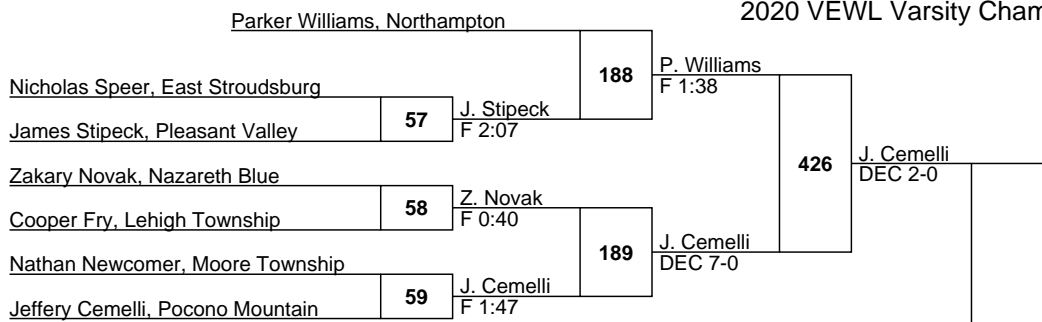 2020 VEWL Varsity Cham
Parker Williams, Northampton
188
P. Williams
F 1:38
Nicholas Speer, East Stroudsburg
57
J. Stipeck
F 2:07
James Stipeck, Pleasant Valley
426
J. Cemelli
DEC 2-0
Zakary Novak, Nazareth Blue
58
Z. Novak
F 0:40
Cooper Fry, Lehigh Township
189
J. Cemelli
DEC 7-0
Nathan Newcomer, Moore Township
59
J. Cemelli
F 1:47
Jeffery Cemelli, Pocono Mountain